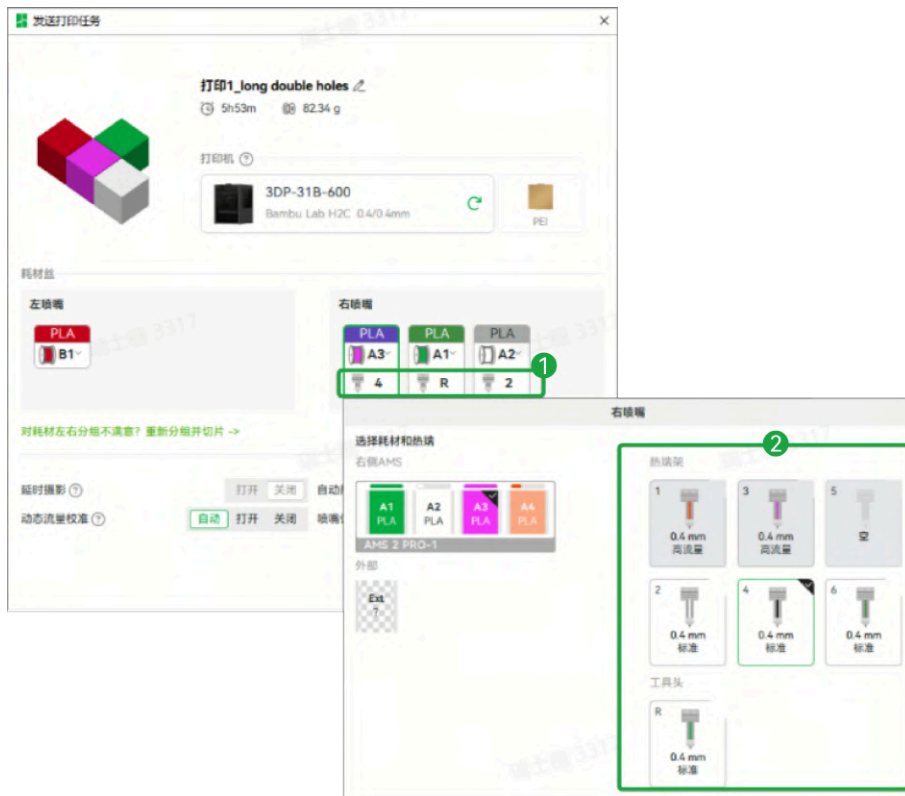 发送打印任务
打印1_long double holes
5h53m 82.34 g
打印机
3DP-31B-600
Bambu Lab H2C 0.4/0.4mm
PEI
耗材丝
左喷嘴
PLA
B1
右喷嘴
PLA PLA PLA
A3 A1 A2
4 R 2
1
对耗材左右分组不满意？重新分组并切片 ->
延时摄影 打开 关闭
动态流量校准 自动 打开 关闭
右喷嘴
选择耗材和热端
右侧AMS
A1 A2 A3 A4
PLA PLA PLA PLA
AMS 2 PRO-1
外部
Ext
?
2
热端架
1 3 5
0.4 mm 0.4 mm 空
高流量 高流量
2 4 6
0.4 mm 0.4 mm 0.4 mm
标准 标准 标准
工具头
R
0.4 mm
标准